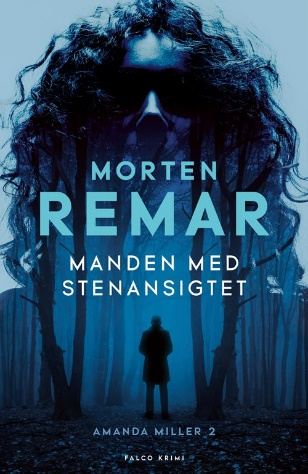 MORTEN
REMAR
MANDEN MED
STENANSIGTET
AMANDA MILLER 2
FALCO KRIMI